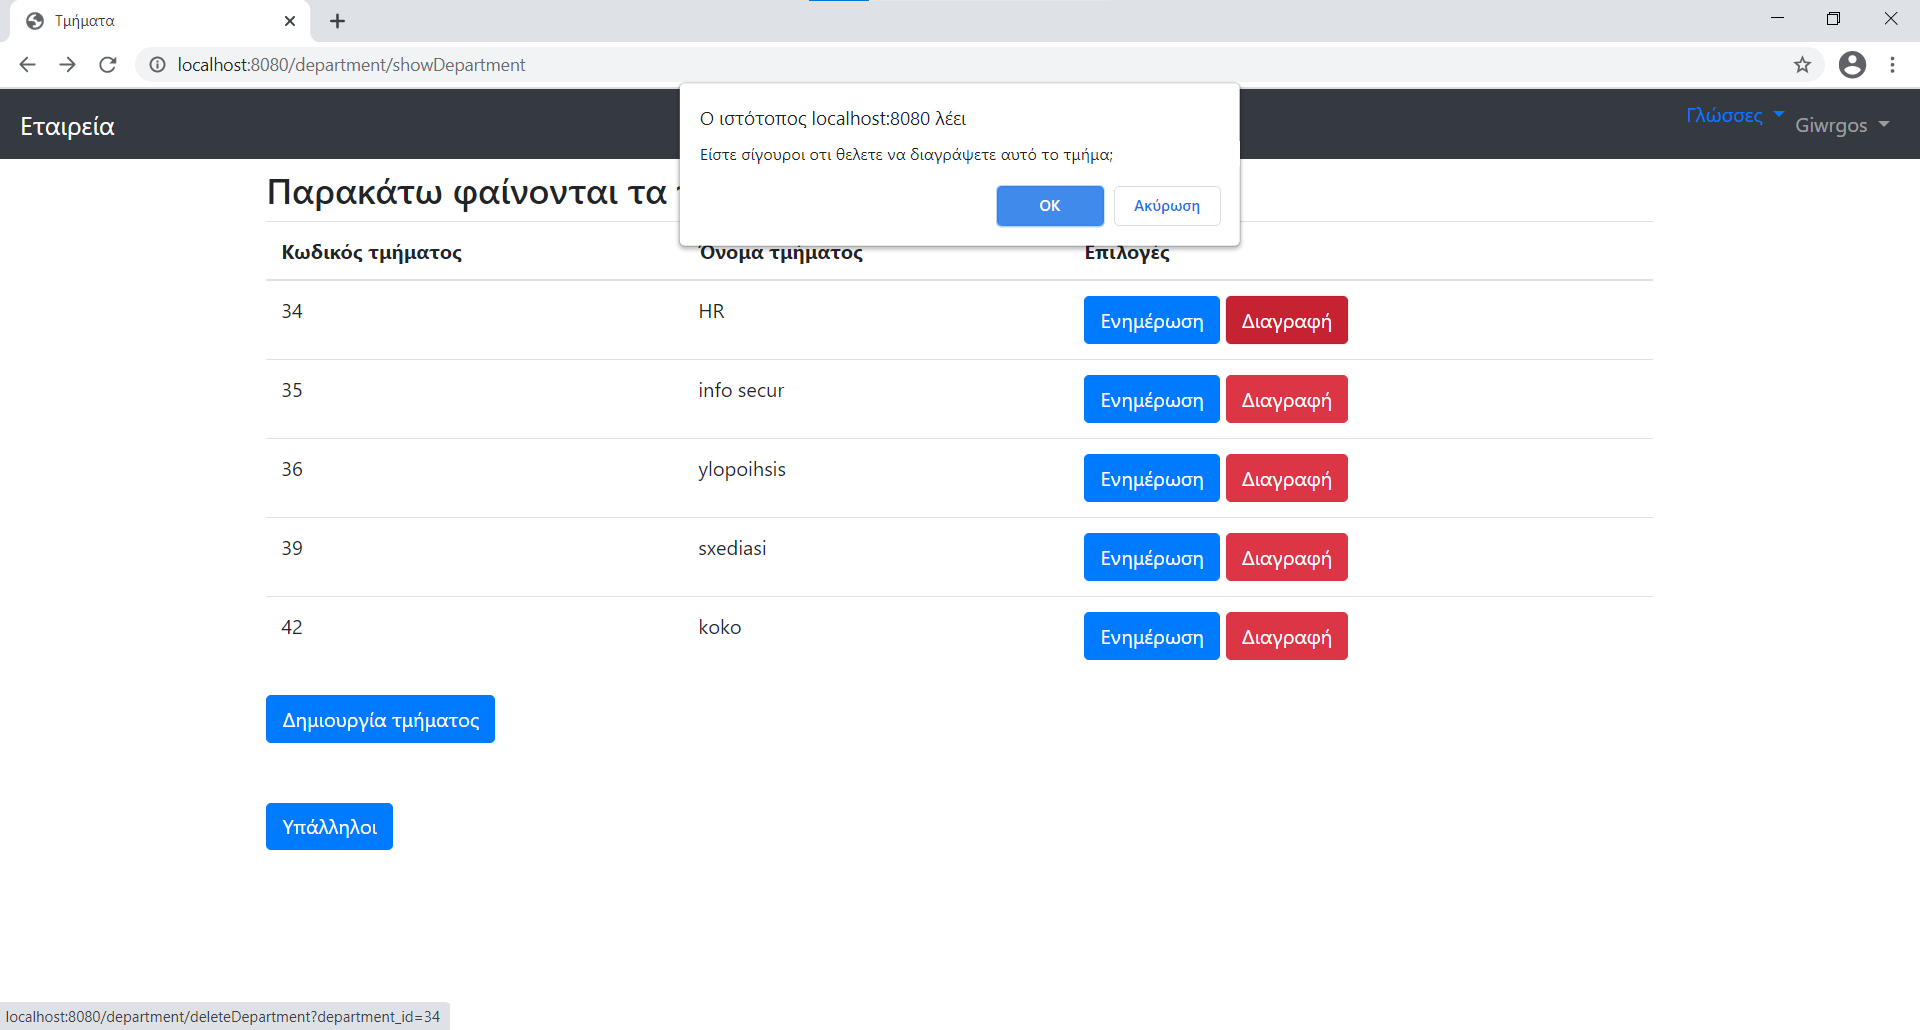 Τμήματα
localhost:8080/department/showDepartment
Εταιρεία
Γλώσσες
Giwrgos
Ο ιστότοπος localhost:8080 λέει
Είστε σίγουροι οτι θελετε να διαγράψετε αυτό το τμήμα;
OK Ακύρωση
Παρακάτω φαίνονται τα
Κωδικός τμήματος Όνομα τμήματος Επιλογές
34 HR Ενημέρωση Διαγραφή
35 info secur Ενημέρωση Διαγραφή
36 ylopoihsis Ενημέρωση Διαγραφή
39 sxediasi Ενημέρωση Διαγραφή
42 koko Ενημέρωση Διαγραφή
Δημιουργία τμήματος
Υπάλληλοι
localhost:8080/department/deleteDepartment?department_id=34